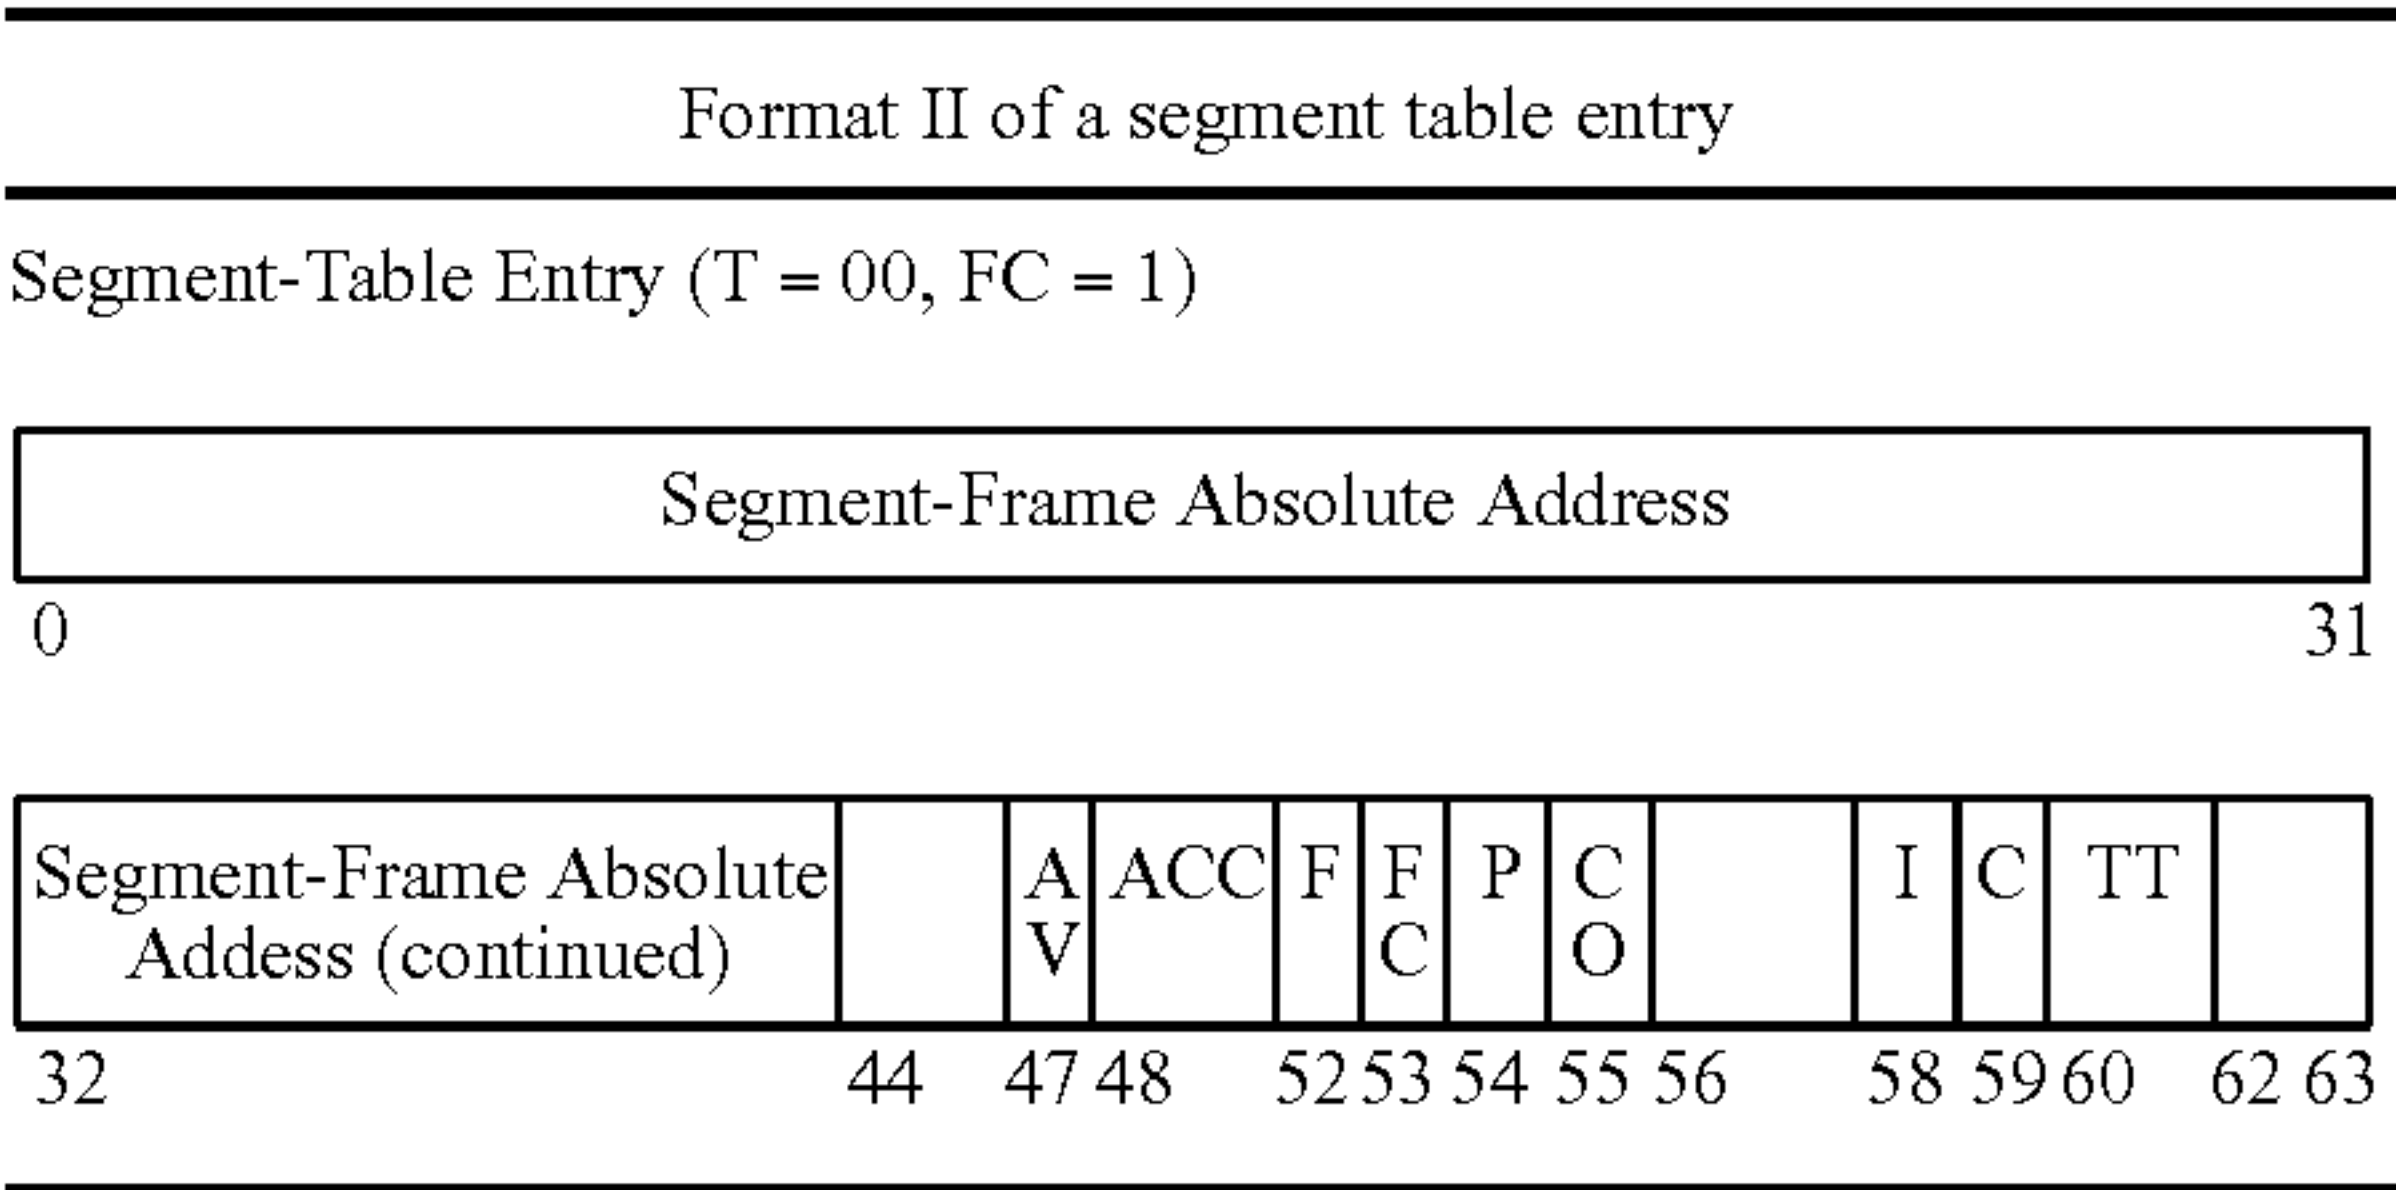 Format II of a segment table entry
Segment-Table Entry (T = 00, FC = 1)
Segment-Frame Absolute Address
0 31
Segment-Frame Absolute Addess (continued) A V ACC F F C P C O I C TT
32 44 47 48 52 53 54 55 56 58 59 60 62 63